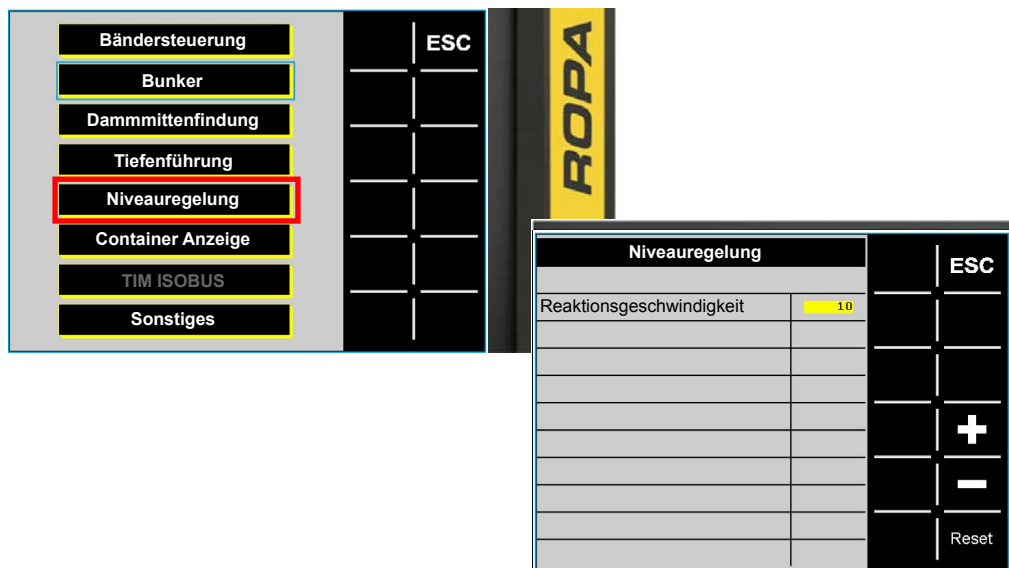 Bändersteuerung
ESC
Bunker
Dammmittenfindung
Tiefenführung
Niveauregelung
Container Anzeige
TIM ISOBUS
Sonstiges
ROPA
Niveauregelung
ESC
Reaktionsgeschwindigkeit 10
Reset